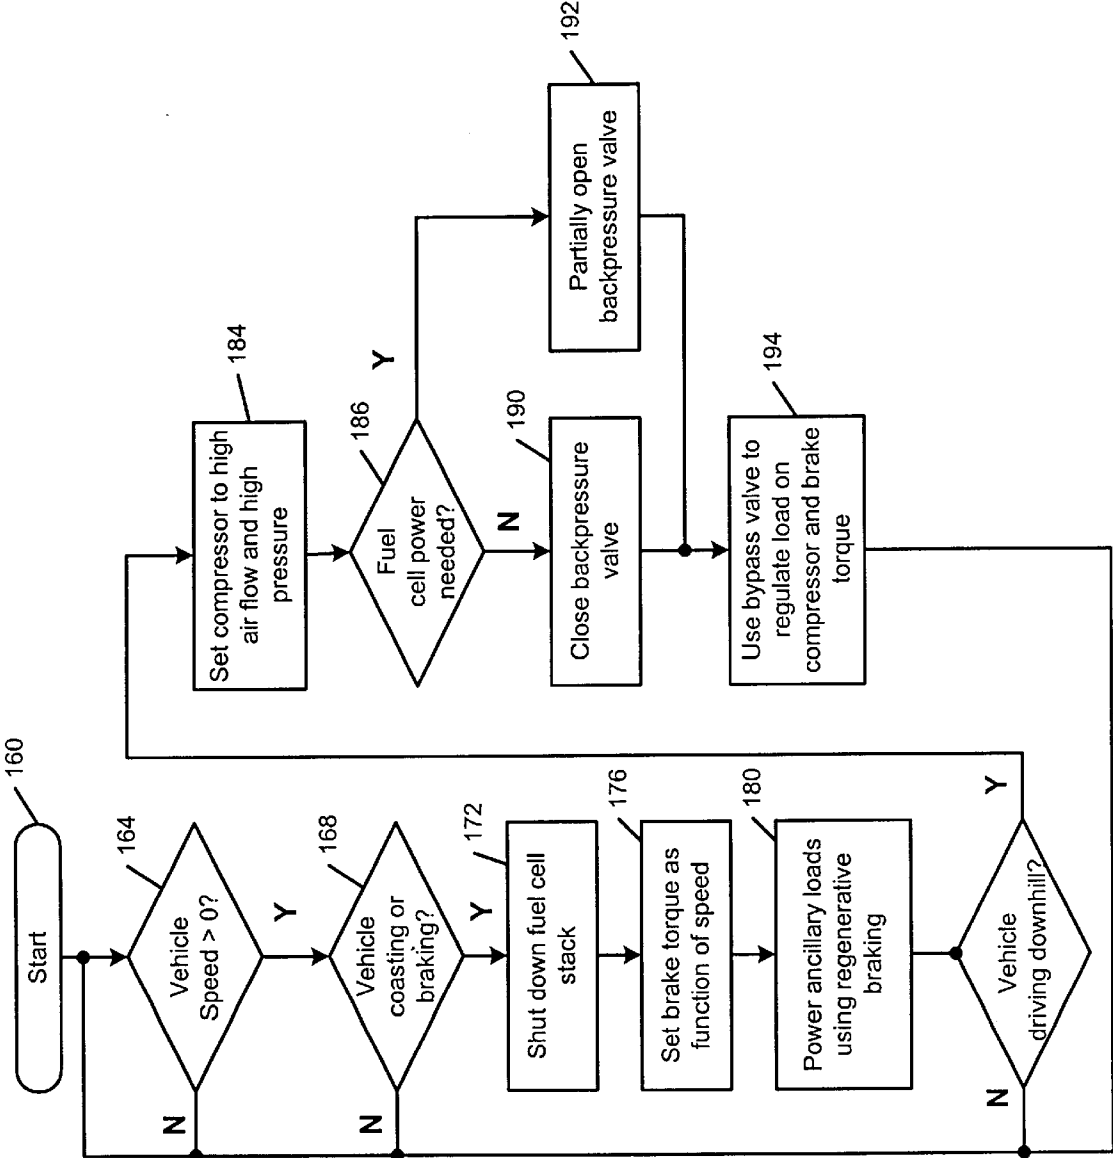 Start
160
Vehicle
Speed > 0?
164
N
Y
Vehicle
coasting or
braking?
168
N
Y
Shut down fuel cell
stack
172
Set brake torque as
function of speed
176
Power ancillary loads
using regenerative
braking
180
Vehicle
driving downhill?
N
Y
Set compressor to high
air flow and high
pressure
184
Fuel
cell power
needed?
186
Y
N
Close backpressure
valve
190
Partially open
backpressure valve
192
Use bypass valve to
regulate load on
compressor and brake
torque
194